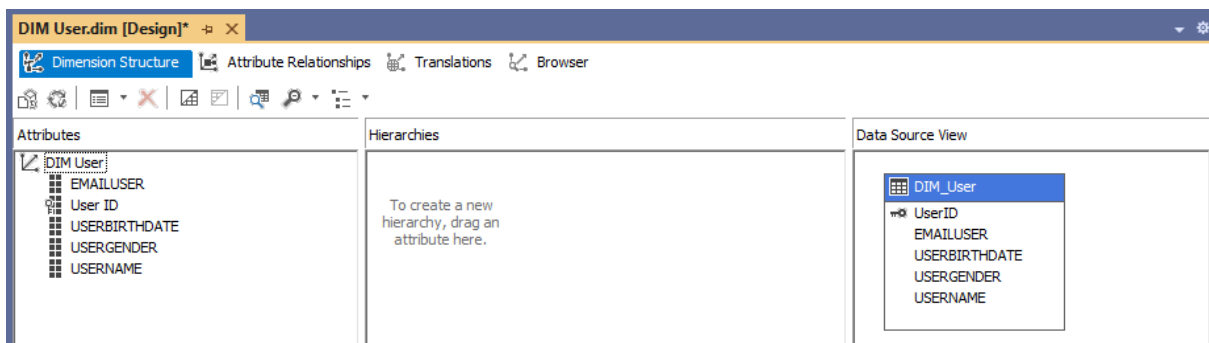 DIM User.dim [Design]*
Dimension Structure Attribute Relationships Translations Browser
Attributes
DIM User
EMAILUSER
User ID
USERBIRTHDATE
USERGENDER
USERNAME
Hierarchies
To create a new
hierarchy, drag an
attribute here.
Data Source View
DIM_User
UserID
EMAILUSER
USERBIRTHDATE
USERGENDER
USERNAME